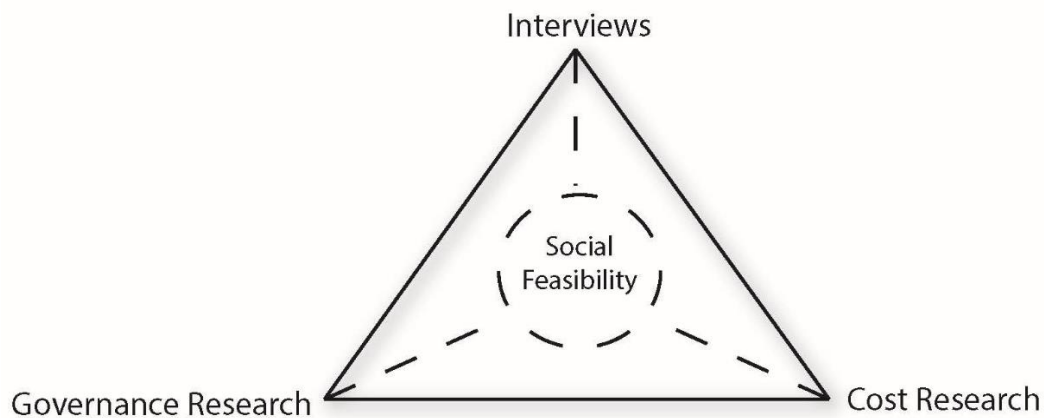 Interviews
Social
Feasibility
Governance Research
Cost Research